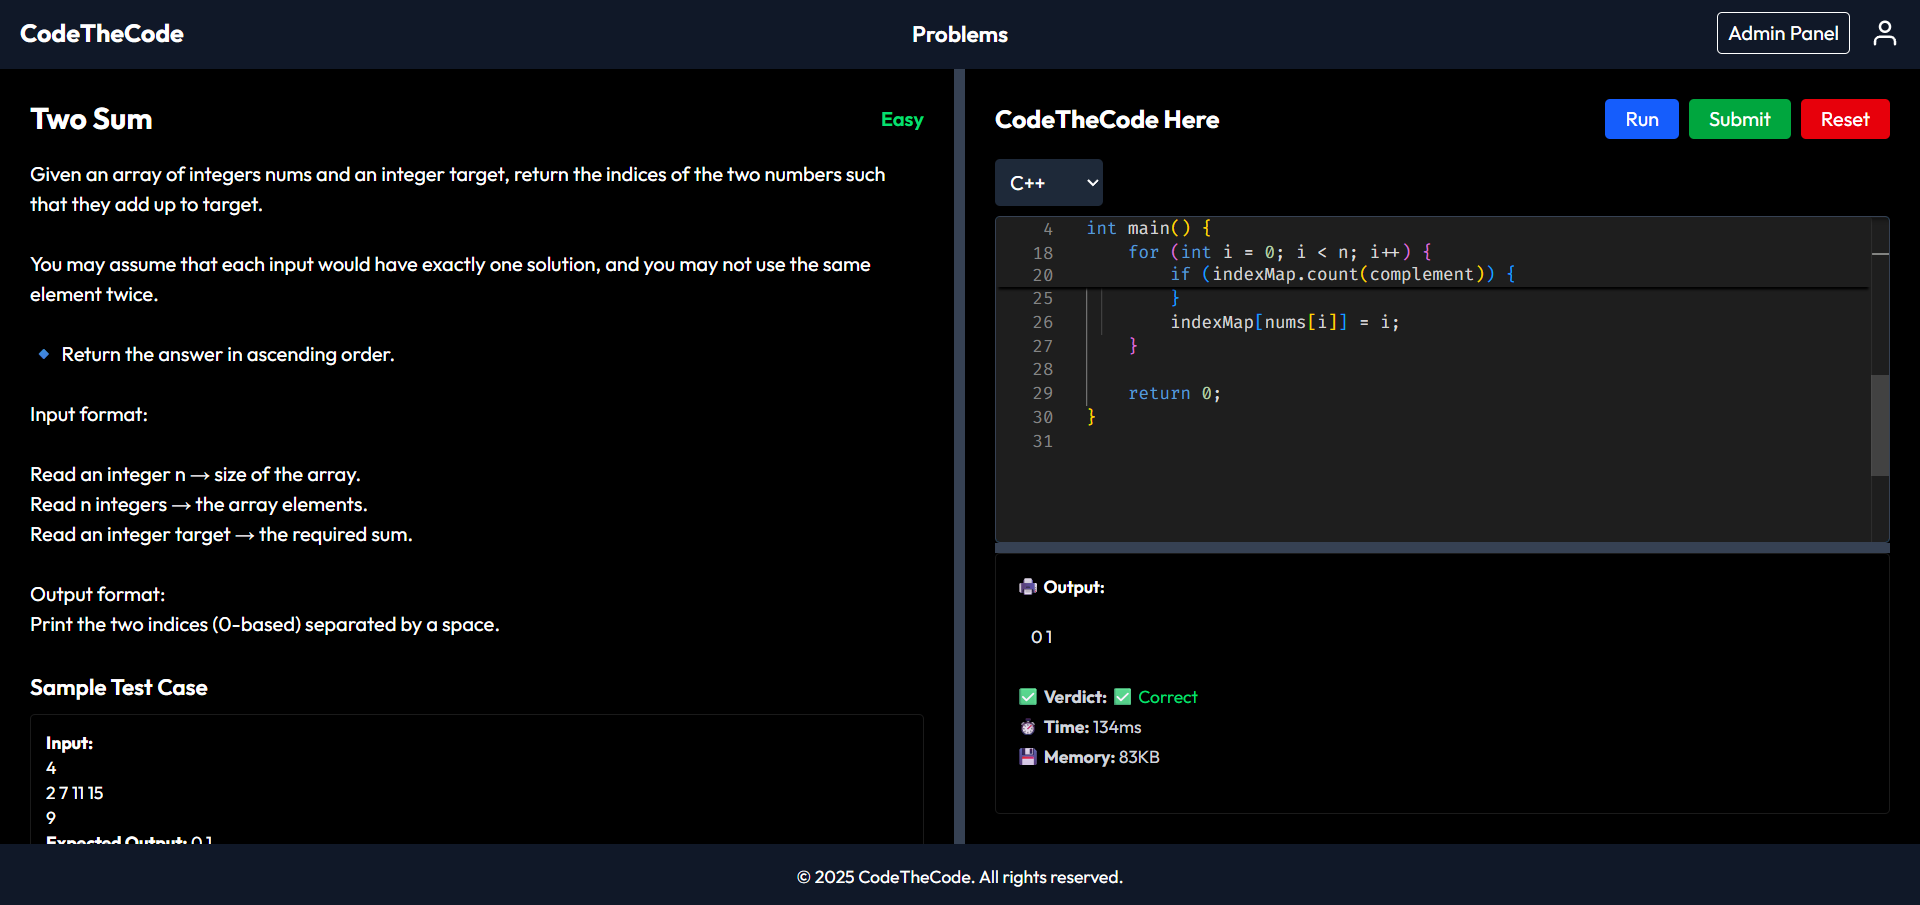 CodeTheCode
Problems
Admin Panel
Two Sum
Easy
Given an array of integers nums and an integer target, return the indices of the two numbers such
that they add up to target.
You may assume that each input would have exactly one solution, and you may not use the same
element twice.
Return the answer in ascending order.
Input format:
Read an integer n → size of the array.
Read n integers → the array elements.
Read an integer target → the required sum.
Output format:
Print the two indices (0-based) separated by a space.
Sample Test Case
Input:
4
2 7 11 15
9
Expected Output: 0 1
CodeTheCode Here
Run
Submit
Reset
C++
4 int main() {
18 for (int i = 0; i < n; i++) {
20 if (indexMap.count(complement)) {
25 }
26 indexMap[nums[i]] = i;
27 }
28
29 return 0;
30 }
31
Output:
0 1
Verdict: ✅ Correct
Time: 134ms
Memory: 83KB
© 2025 CodeTheCode. All rights reserved.